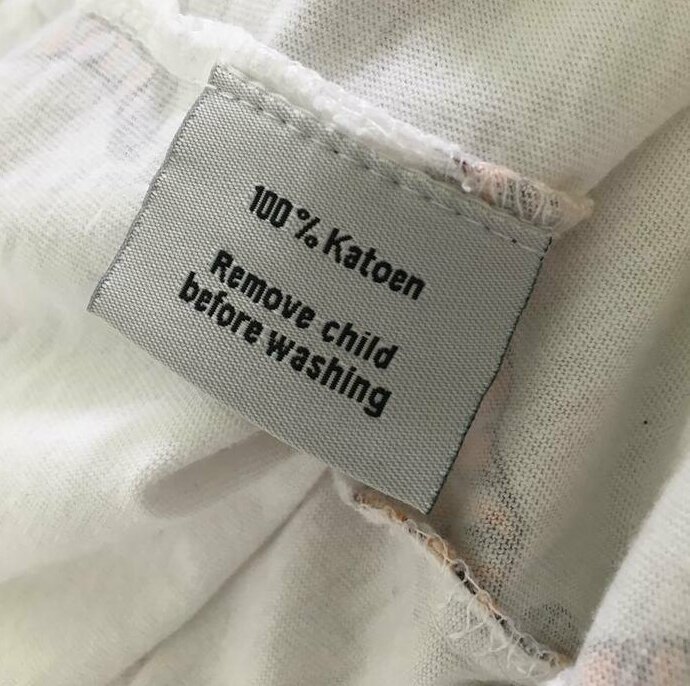 100% Katoen
Remove child
before washing